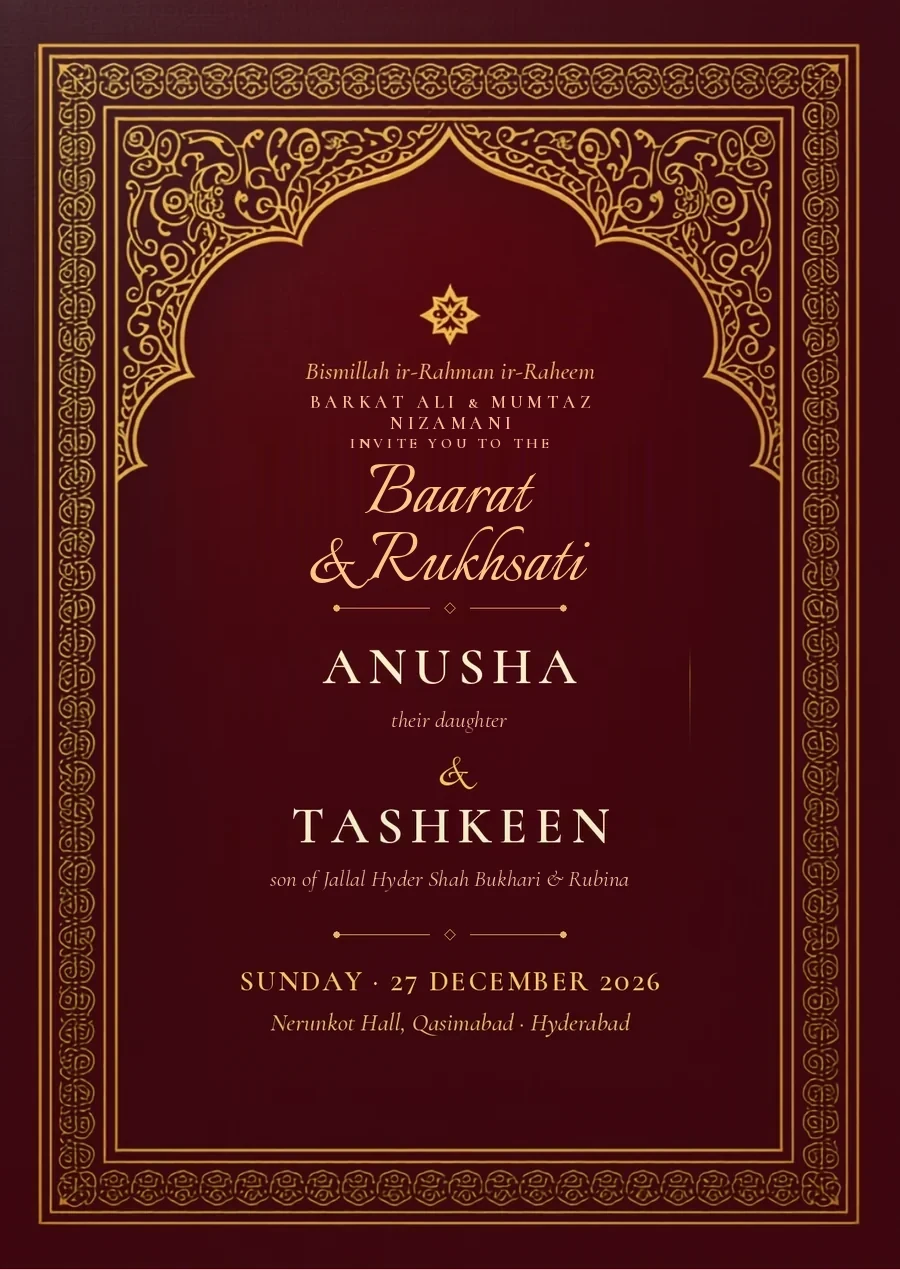 Bismillah ir-Rahman ir-Raheem
BARKAT ALI & MUMTAZ
NIZAMANI
INVITE YOU TO THE
Baarat
& Rukhsati
ANUSHA
their daughter
&
TASHKEEN
son of Jallal Hyder Shah Bukhari & Rubina
SUNDAY · 27 DECEMBER 2026
Nerunkot Hall, Qasimabad · Hyderabad